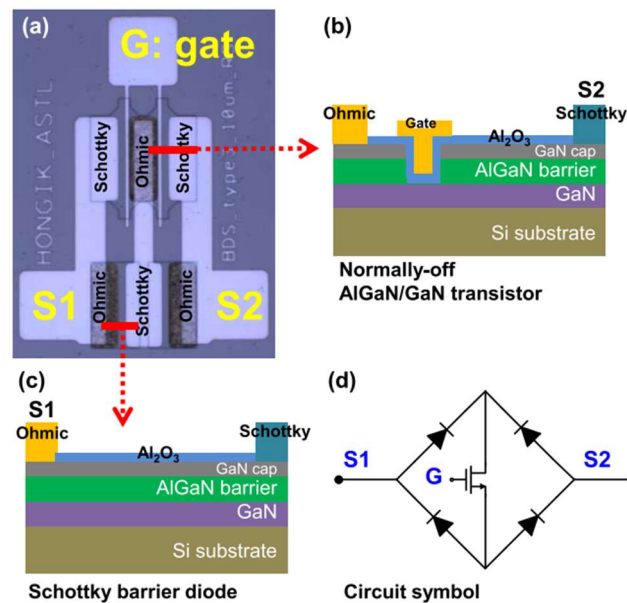 (a)
G: gate
HONGIK_ASTL
Schottky
Ohmic
Schottky
S1
Ohmic
Schottky
Ohmic
S2
(b)
S2
Ohmic
Gate
Schottky
Al₂O₃
GaN cap
AlGaN barrier
GaN
Si substrate
Normally-off
AlGaN/GaN transistor
(c)
S1
Ohmic
Schottky
Al₂O₃
GaN cap
AlGaN barrier
GaN
Si substrate
Schottky barrier diode
(d)
S1
G
S2
Circuit symbol